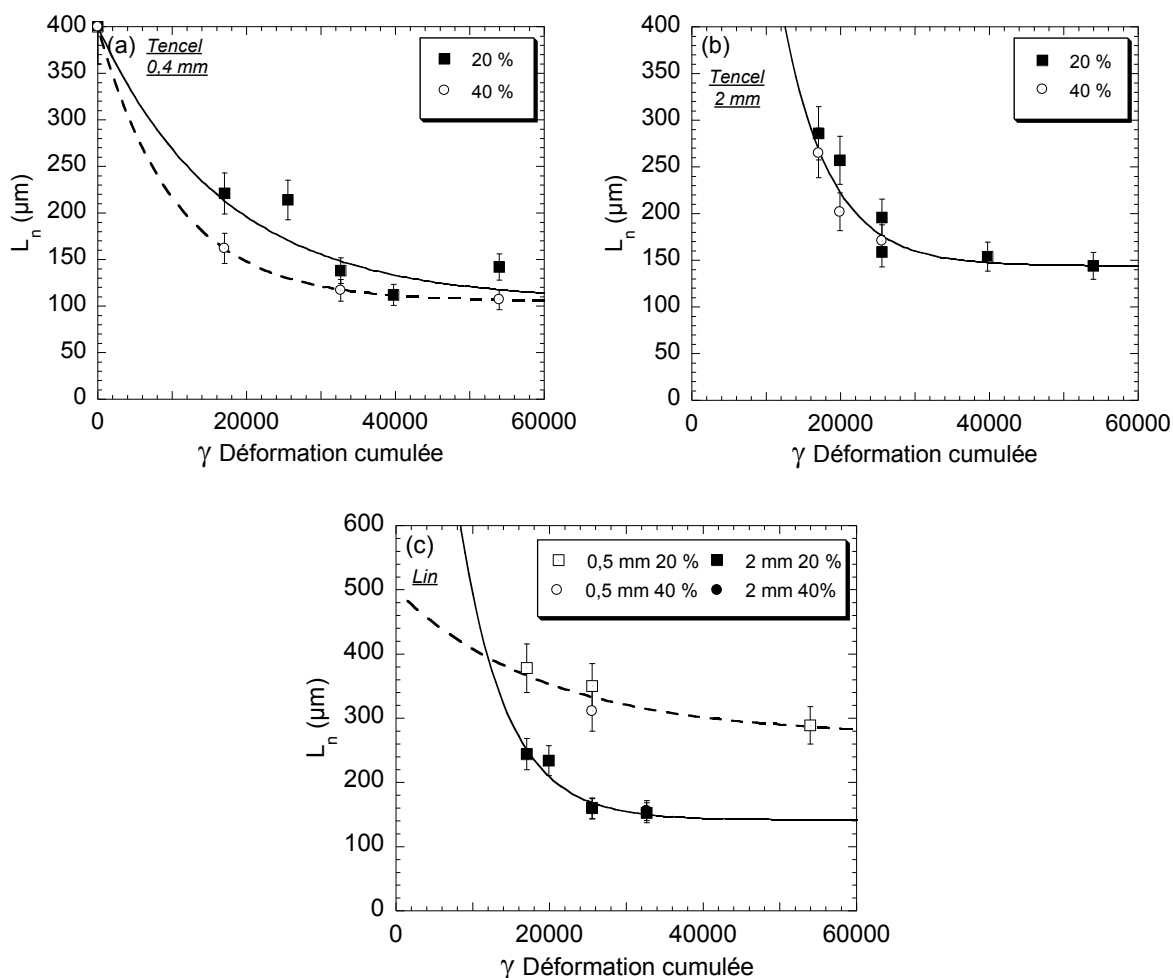 (a) Tencel
0,4 mm
20 %
40 %
400
350
300
250
200
150
100
50
0
L_n (µm)
0 20000 40000 60000
γ Déformation cumulée
(b)
Tencel
2 mm
20 %
40 %
400
350
300
250
200
150
100
50
0
L_n (µm)
0 20000 40000 60000
γ Déformation cumulée
(c)
Lin
0,5 mm 20 % 2 mm 20 %
0,5 mm 40 % 2 mm 40%
600
500
400
300
200
100
0
L_n (µm)
0 20000 40000 60000
γ Déformation cumulée